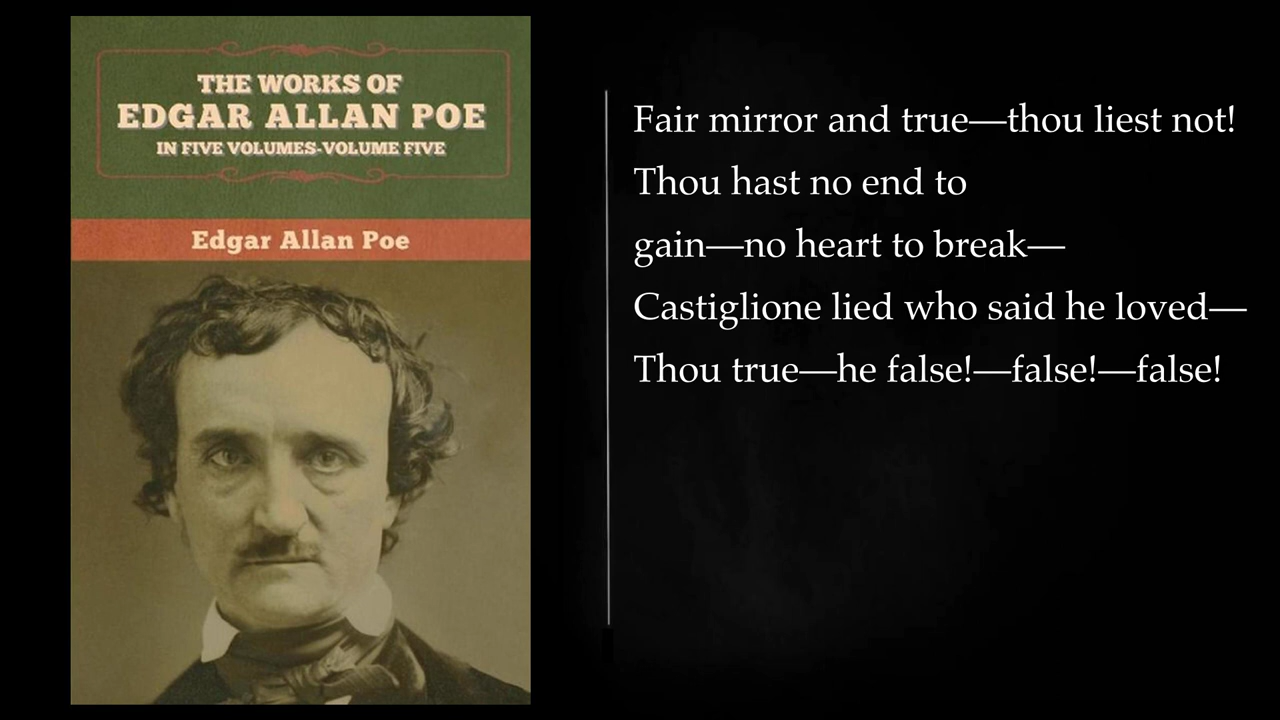 THE WORKS OF
EDGAR ALLAN POE
IN FIVE VOLUMES-VOLUME FIVE
Edgar Allan Poe
Fair mirror and true—thou liest not!
Thou hast no end to
gain—no heart to break—
Castiglione lied who said he loved—
Thou true—he false!—false!—false!